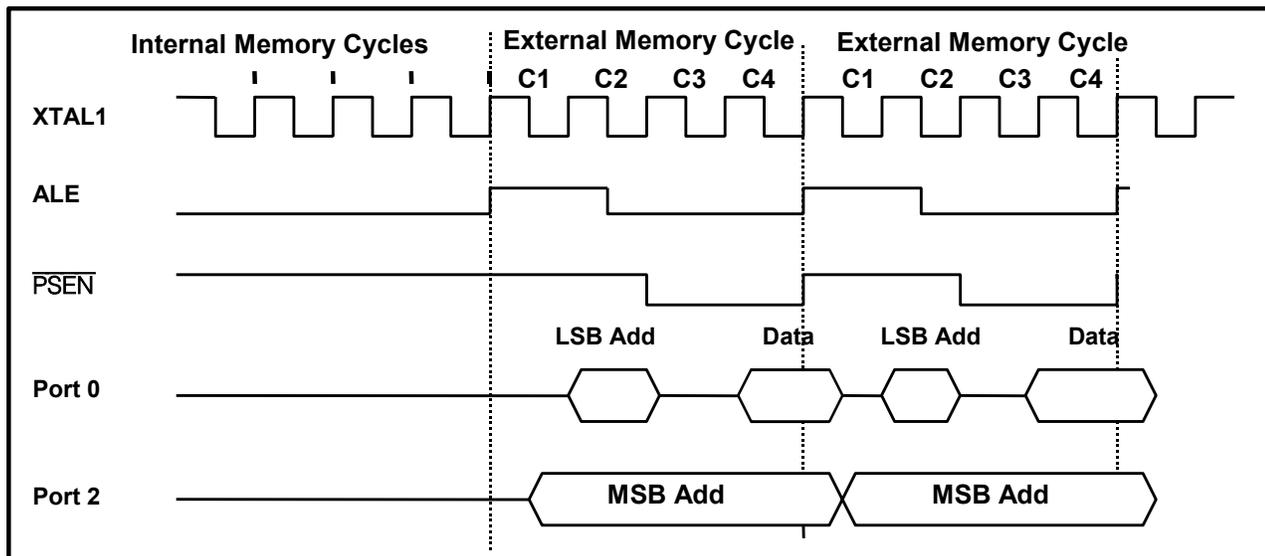 Internal Memory Cycles
External Memory Cycle
External Memory Cycle
C1 C2 C3 C4 C1 C2 C3 C4
XTAL1
ALE
PSEN
LSB Add Data LSB Add Data
Port 0
Port 2
MSB Add MSB Add